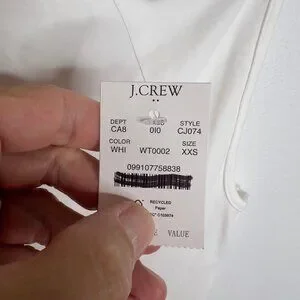 J.CREW
DEPT CLASS STYLE
CA8 010 CJ074
COLOR SIZE
WHI WT0002 XXS
099107758838
RECYCLED
Paper
VALUE